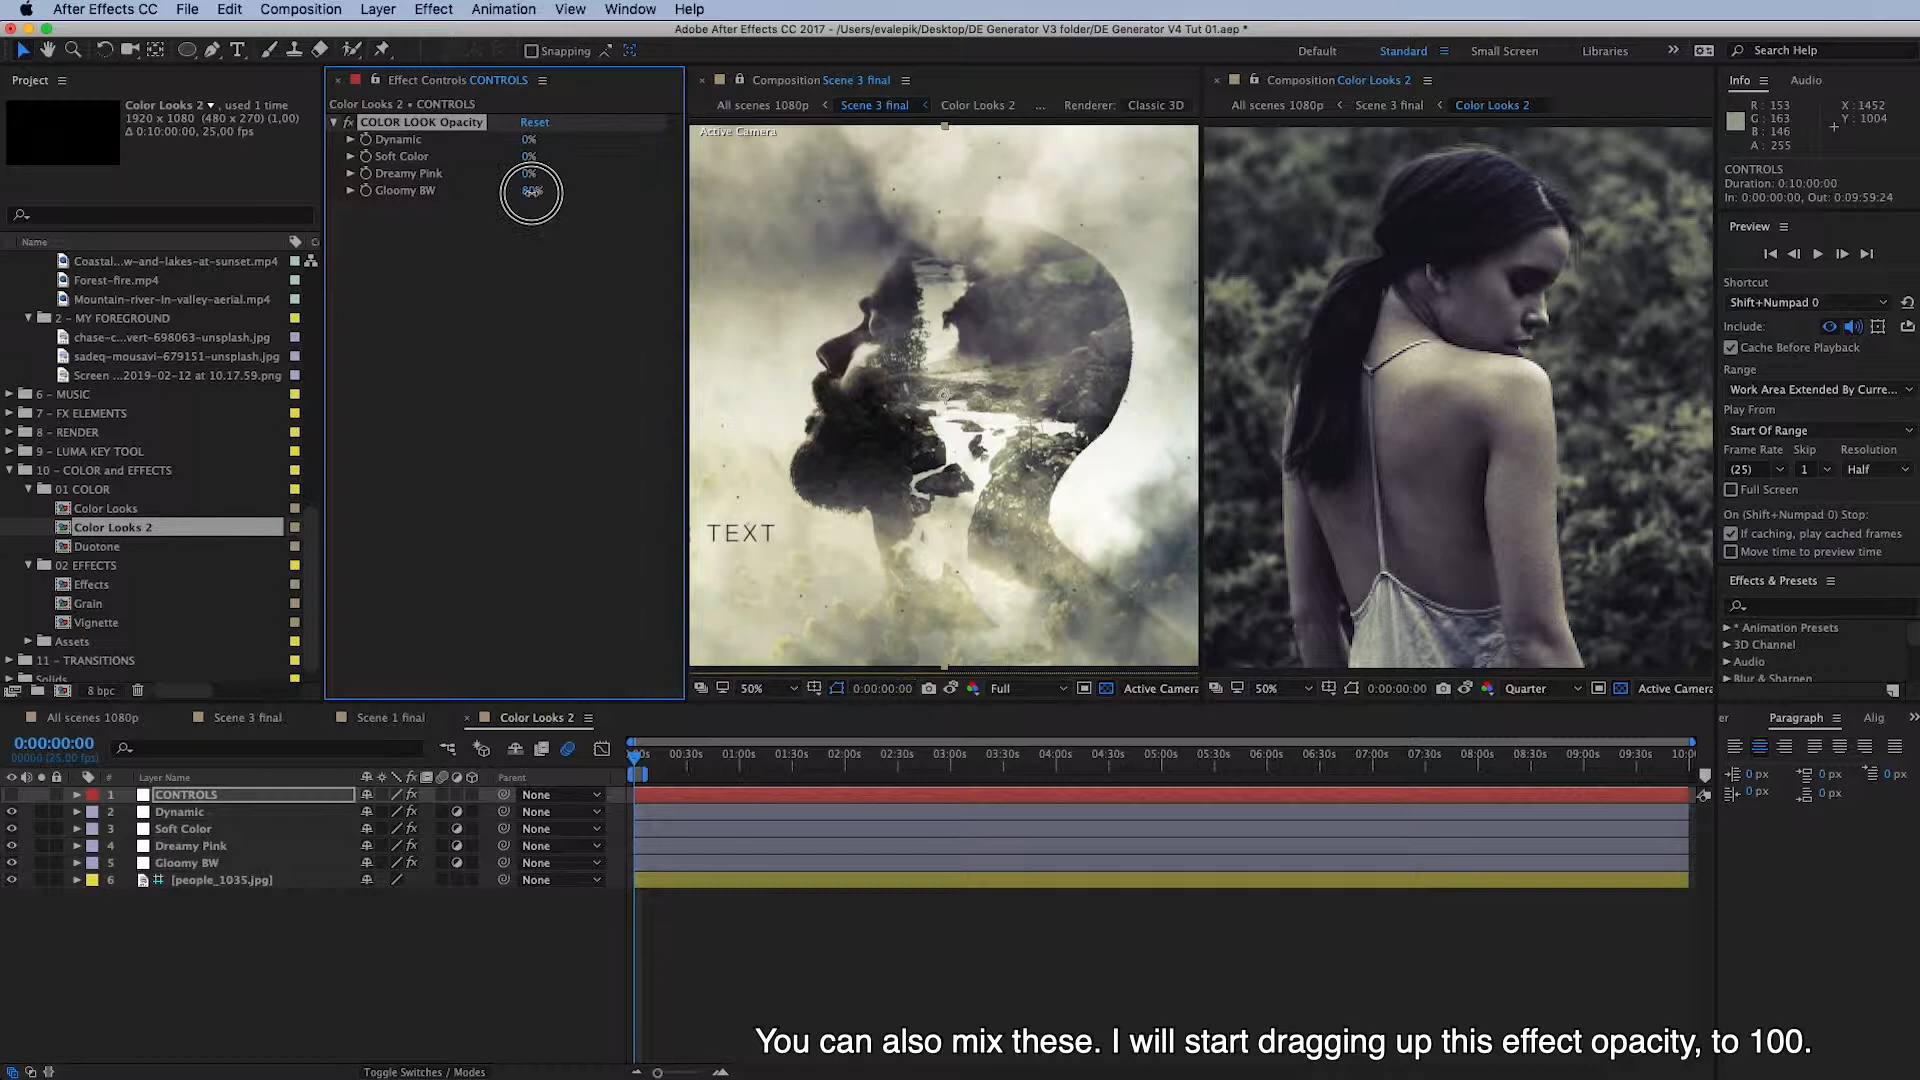 After Effects CC File Edit Composition Layer Effect Animation View Window Help
Adobe After Effects CC 2017 - /Users/evalepik/Desktop/DE Generator V3 folder/DE Generator V4 Tut 01.aep *
Snapping Default Standard Small Screen Libraries Search Help
Project
Color Looks 2 , used 1 time
1920 x 1080 (480 x 270) (1,00)
Δ 0:10:00:00, 25,00 fps)
Name
Coastal...w-and-lakes-at-sunset.mp4
Forest-fire.mp4
Mountain-river-in-valley-aerial.mp4
2 - MY FOREGROUND
chase-c...vert-698063-unsplash.jpg
sadeq-mousavi-679151-unsplash.jpg
Screen ...2019-02-12 at 10.17.59.png
6 - MUSIC
7 - FX ELEMENTS
8 - RENDER
9 - LUMA KEY TOOL
10 - COLOR and EFFECTS
01 COLOR
Color Looks
Color Looks 2
Duotone
02 EFFECTS
Effects
Grain
Vignette
Assets
11 - TRANSITIONS
Solids
8 bpc
Effect Controls CONTROLS
Color Looks 2 • CONTROLS
fx COLOR LOOK Opacity Reset
Dynamic 0%
Soft Color 0%
Dreamy Pink 0%
Gloomy BW
Composition Scene 3 final
All scenes 1080p Scene 3 final Color Looks 2 ... Renderer: Classic 3D
Active Camera
TEXT
50% 0:00:00:00 Full Active Camera
Composition Color Looks 2
All scenes 1080p Scene 3 final Color Looks 2
50% 0:00:00:00 Quarter Active Camera
Info Audio
R : 153 X : 1452
G : 163 Y : 1004
B : 146
A : 255
CONTROLS
Duration: 0:10:00:00
In: 0:00:00:00, Out: 0:09:59:24
Preview
Shortcut
Shift+Numpad 0
Include:
Cache Before Playback
Range
Work Area Extended By Curre...
Play From
Start Of Range
Frame Rate Skip Resolution
(25) 1 Half
Full Screen
On (Shift+Numpad 0) Stop:
If caching, play cached frames
Move time to preview time
Effects & Presets
* Animation Presets
3D Channel
Audio
Blur & Sharpen
er Paragraph Alig
0 px 0 px 0 px
0 px 0 px
All scenes 1080p Scene 3 final Scene 1 final Color Looks 2
0:00:00:00
00000 (25.00 fps)
00s 00:30s 01:00s 01:30s 02:00s 02:30s 03:00s 03:30s 04:00s 04:30s 05:00s 05:30s 06:00s 06:30s 07:00s 07:30s 08:00s 08:30s 09:00s 09:30s 10:0
# Layer Name fx Parent
1 CONTROLS fx None
2 Dynamic fx None
3 Soft Color fx None
4 Dreamy Pink fx None
5 Gloomy BW fx None
6 [people_1035.jpg] None
Toggle Switches / Modes
You can also mix these. I will start dragging up this effect opacity, to 100.